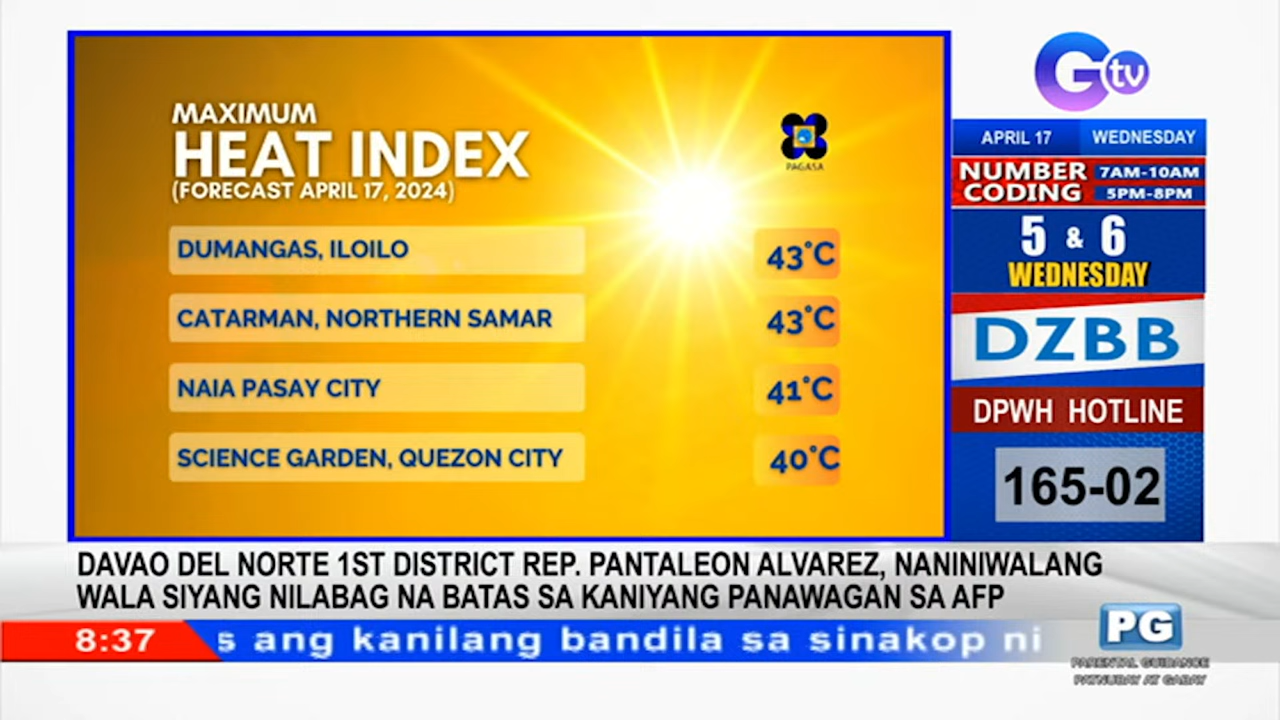 MAXIMUM
HEAT INDEX
(FORECAST APRIL 17, 2024)
PAGASA
DUMANGAS, ILOILO 43°C
CATARMAN, NORTHERN SAMAR 43°C
NAIA PASAY CITY 41°C
SCIENCE GARDEN, QUEZON CITY 40°C
Gtv
APRIL 17 WEDNESDAY
NUMBER CODING
7AM-10AM
5PM-8PM
5 & 6
WEDNESDAY
DZBB
DPWH HOTLINE
165-02
DAVAO DEL NORTE 1ST DISTRICT REP. PANTALEON ALVAREZ, NANINIWALANG
WALA SIYANG NILABAG NA BATAS SA KANIYANG PANAWAGAN SA AFP
8:37 s ang kanilang bandila sa sinakop ni
PG
PARENTAL GUIDANCE
PATNUBAY AT GABAY